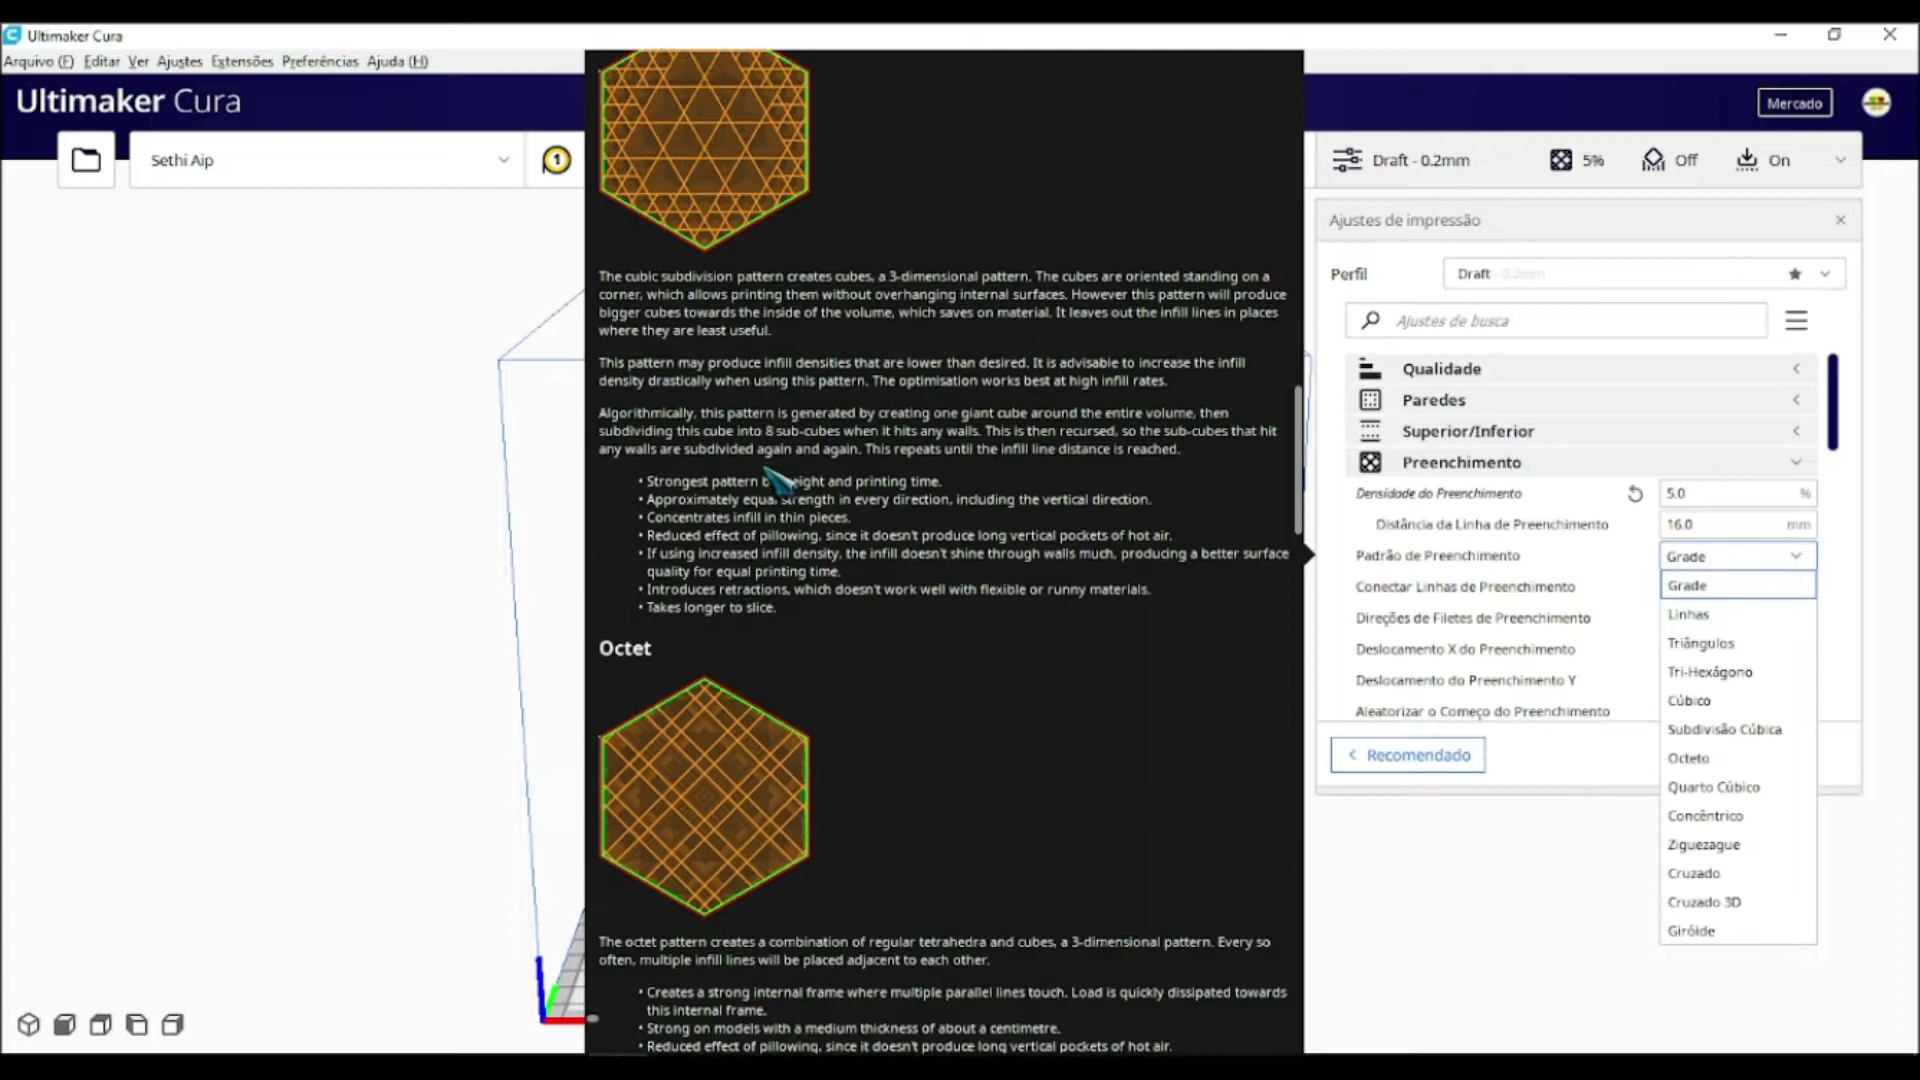 Ultimaker Cura
Arquivo (F) Editar Ver Ajustes Extensões Preferências Ajuda (H)
Ultimaker Cura
Mercado
Sethi Aip
1
Draft - 0.2mm
5%
Off
On
Ajustes de impressão
Perfil
Draft - 0.2mm
Ajustes de busca
Qualidade
Paredes
Superior/Inferior
Preenchimento
Densidade do Preenchimento
5.0 %
Distância da Linha de Preenchimento
16.0 mm
Padrão de Preenchimento
Grade
Conectar Linhas de Preenchimento
Direções de Filetes de Preenchimento
Deslocamento X do Preenchimento
Deslocamento do Preenchimento Y
Aleatorizar o Começo do Preenchimento
Grade
Linhas
Triângulos
Tri-Hexágono
Cúbico
Subdivisão Cúbica
Octeto
Quarto Cúbico
Concêntrico
Ziguezague
Cruzado
Cruzado 3D
Giróide
Recomendado
The cubic subdivision pattern creates cubes, a 3-dimensional pattern. The cubes are oriented standing on a
corner, which allows printing them without overhanging internal surfaces. However this pattern will produce
bigger cubes towards the inside of the volume, which saves on material. It leaves out the infill lines in places
where they are least useful.
This pattern may produce infill densities that are lower than desired. It is advisable to increase the infill
density drastically when using this pattern. The optimisation works best at high infill rates.
Algorithmically, this pattern is generated by creating one giant cube around the entire volume, then
subdividing this cube into 8 sub-cubes when it hits any walls. This is then recursed, so the sub-cubes that hit
any walls are subdivided again and again. This repeats until the infill line distance is reached.
• Strongest pattern and printing time.
• Approximately equal strength in every direction, including the vertical direction.
• Concentrates infill in thin pieces.
• Reduced effect of pillowing, since it doesn't produce long vertical pockets of hot air.
• If using increased infill density, the infill doesn't shine through walls much, producing a better surface
quality for equal printing time.
• Introduces retractions, which doesn't work well with flexible or runny materials.
• Takes longer to slice.
Octet
The octet pattern creates a combination of regular tetrahedra and cubes, a 3-dimensional pattern. Every so
often, multiple infill lines will be placed adjacent to each other.
• Creates a strong internal frame where multiple parallel lines touch. Load is quickly dissipated towards
this internal frame.
• Strong on models with a medium thickness of about a centimetre.
• Reduced effect of pillowing, since it doesn't produce long vertical pockets of hot air.